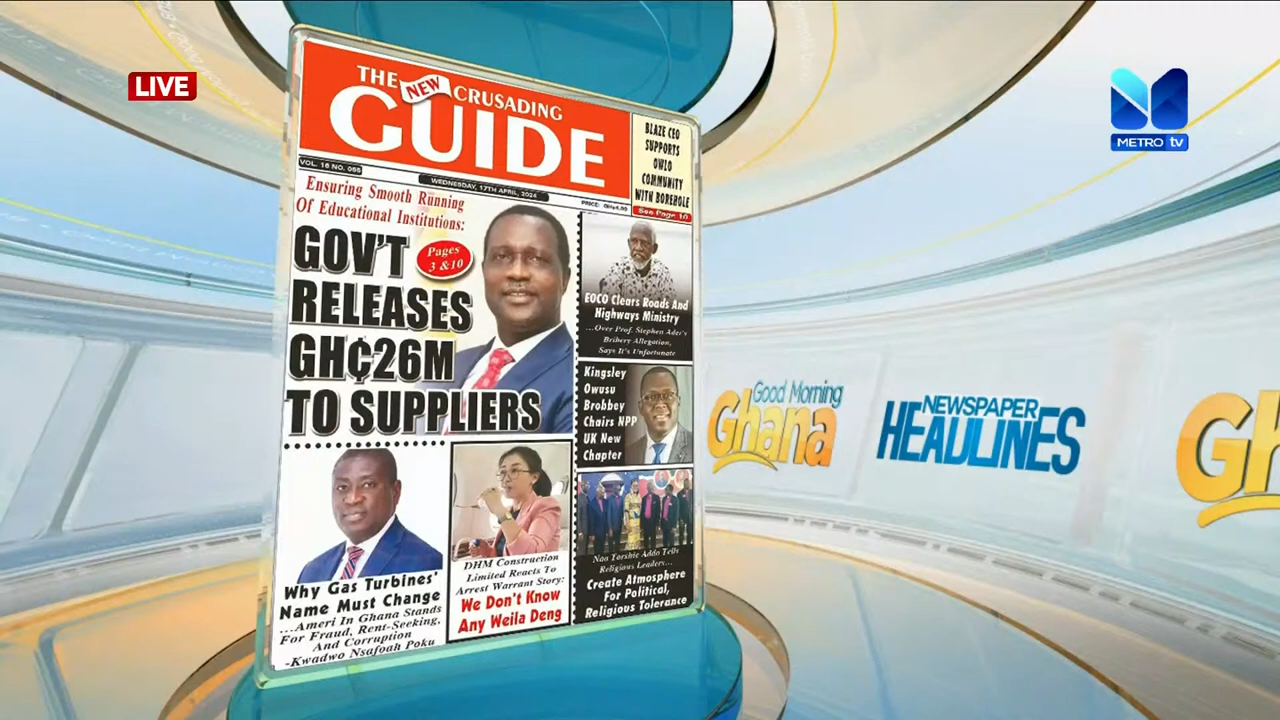 LIVE
METRO tv
THE NEW CRUSADING
GUIDE
BLAZE CEO
SUPPORTS
OWLO
COMMUNITY
WITH BOREHOLE
See Page 10
VOL. 16 NO. 055
WEDNESDAY, 17TH APRIL, 2024
Ensuring Smooth Running
Of Educational Institutions:
GOV'T
RELEASES
GH¢26M
TO SUPPLIERS
Pages
3 &10
EOCO Clears Roads And
Highways Ministry
...Over Prof. Stephen Adei's
Bribery Allegation,
Says It's Unfortunate
Kingsley
Owusu
Brobbey
Chairs NPP
UK New
Chapter
Naa Torshie Addo Tells
Religious Leaders...
Create Atmosphere
For Political,
Religious Tolerance
Why Gas Turbines'
Name Must Change
...Ameri In Ghana Stands
For Fraud, Rent-Seeking,
And Corruption
-Kwadwo Nsafoah Poku
DHM Construction
Limited Reacts To
Arrest Warrant Story:
We Don't Know
Any Weila Deng
Good Morning
Ghana
NEWSPAPER
HEADLINES